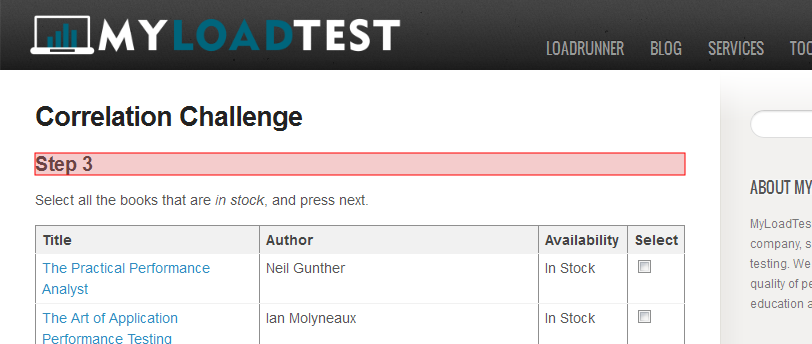 MYLOADTEST
LOADRUNNER BLOG SERVICES
Correlation Challenge
Step 3
Select all the books that are in stock, and press next.
Title Author Availability Select
The Practical Performance Neil Gunther In Stock
Analyst
The Art of Application Ian Molyneaux In Stock
Performance Testing
ABOUT MY
MyLoadTes
company, s
testing. We
quality of pe
education a